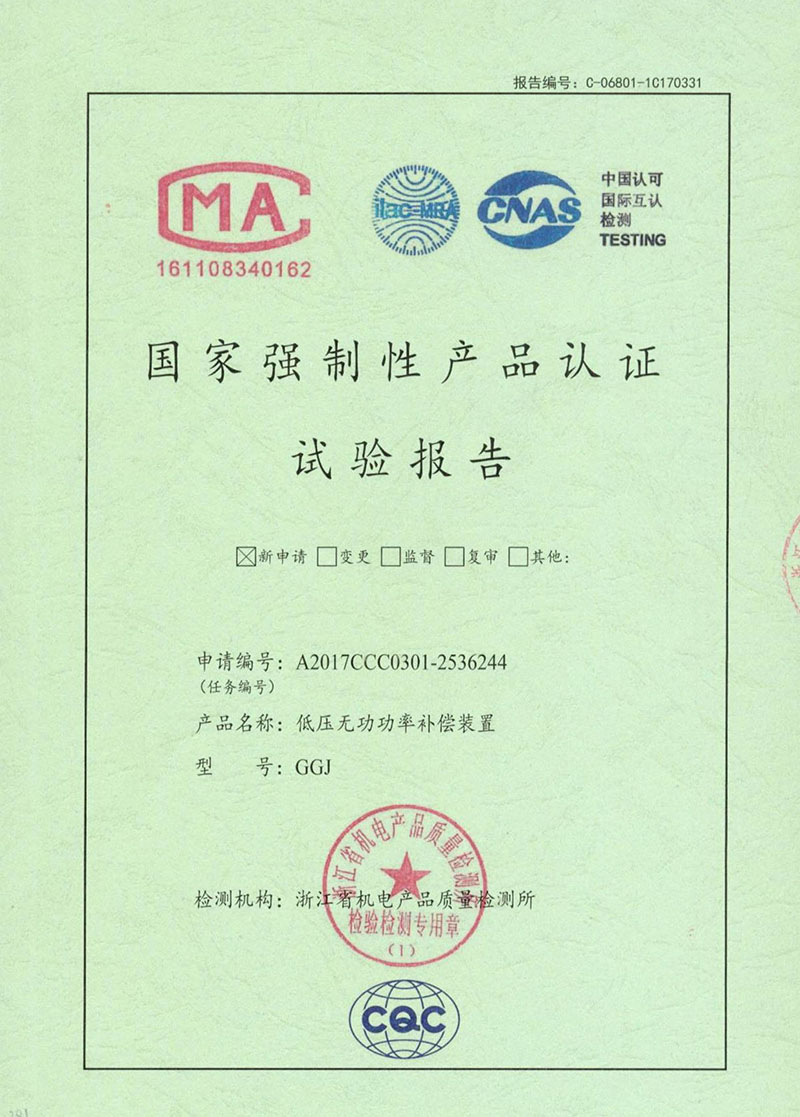 报告编号：C-06801-1C170331
MA
161108340162
ilac-MRA
CNAS
中国认可
国际互认
检测
TESTING
国家强制性产品认证
试验报告
☒新申请 □变更 □监督 □复审 □其他：
申请编号：A2017CCC0301-2536244
（任务编号）
产品名称：低压无功功率补偿装置
型 号：GGJ
浙江省机电产品质量检测所
检测机构：浙江省机电产品质量检测所
检验检测专用章
（1）
CQC